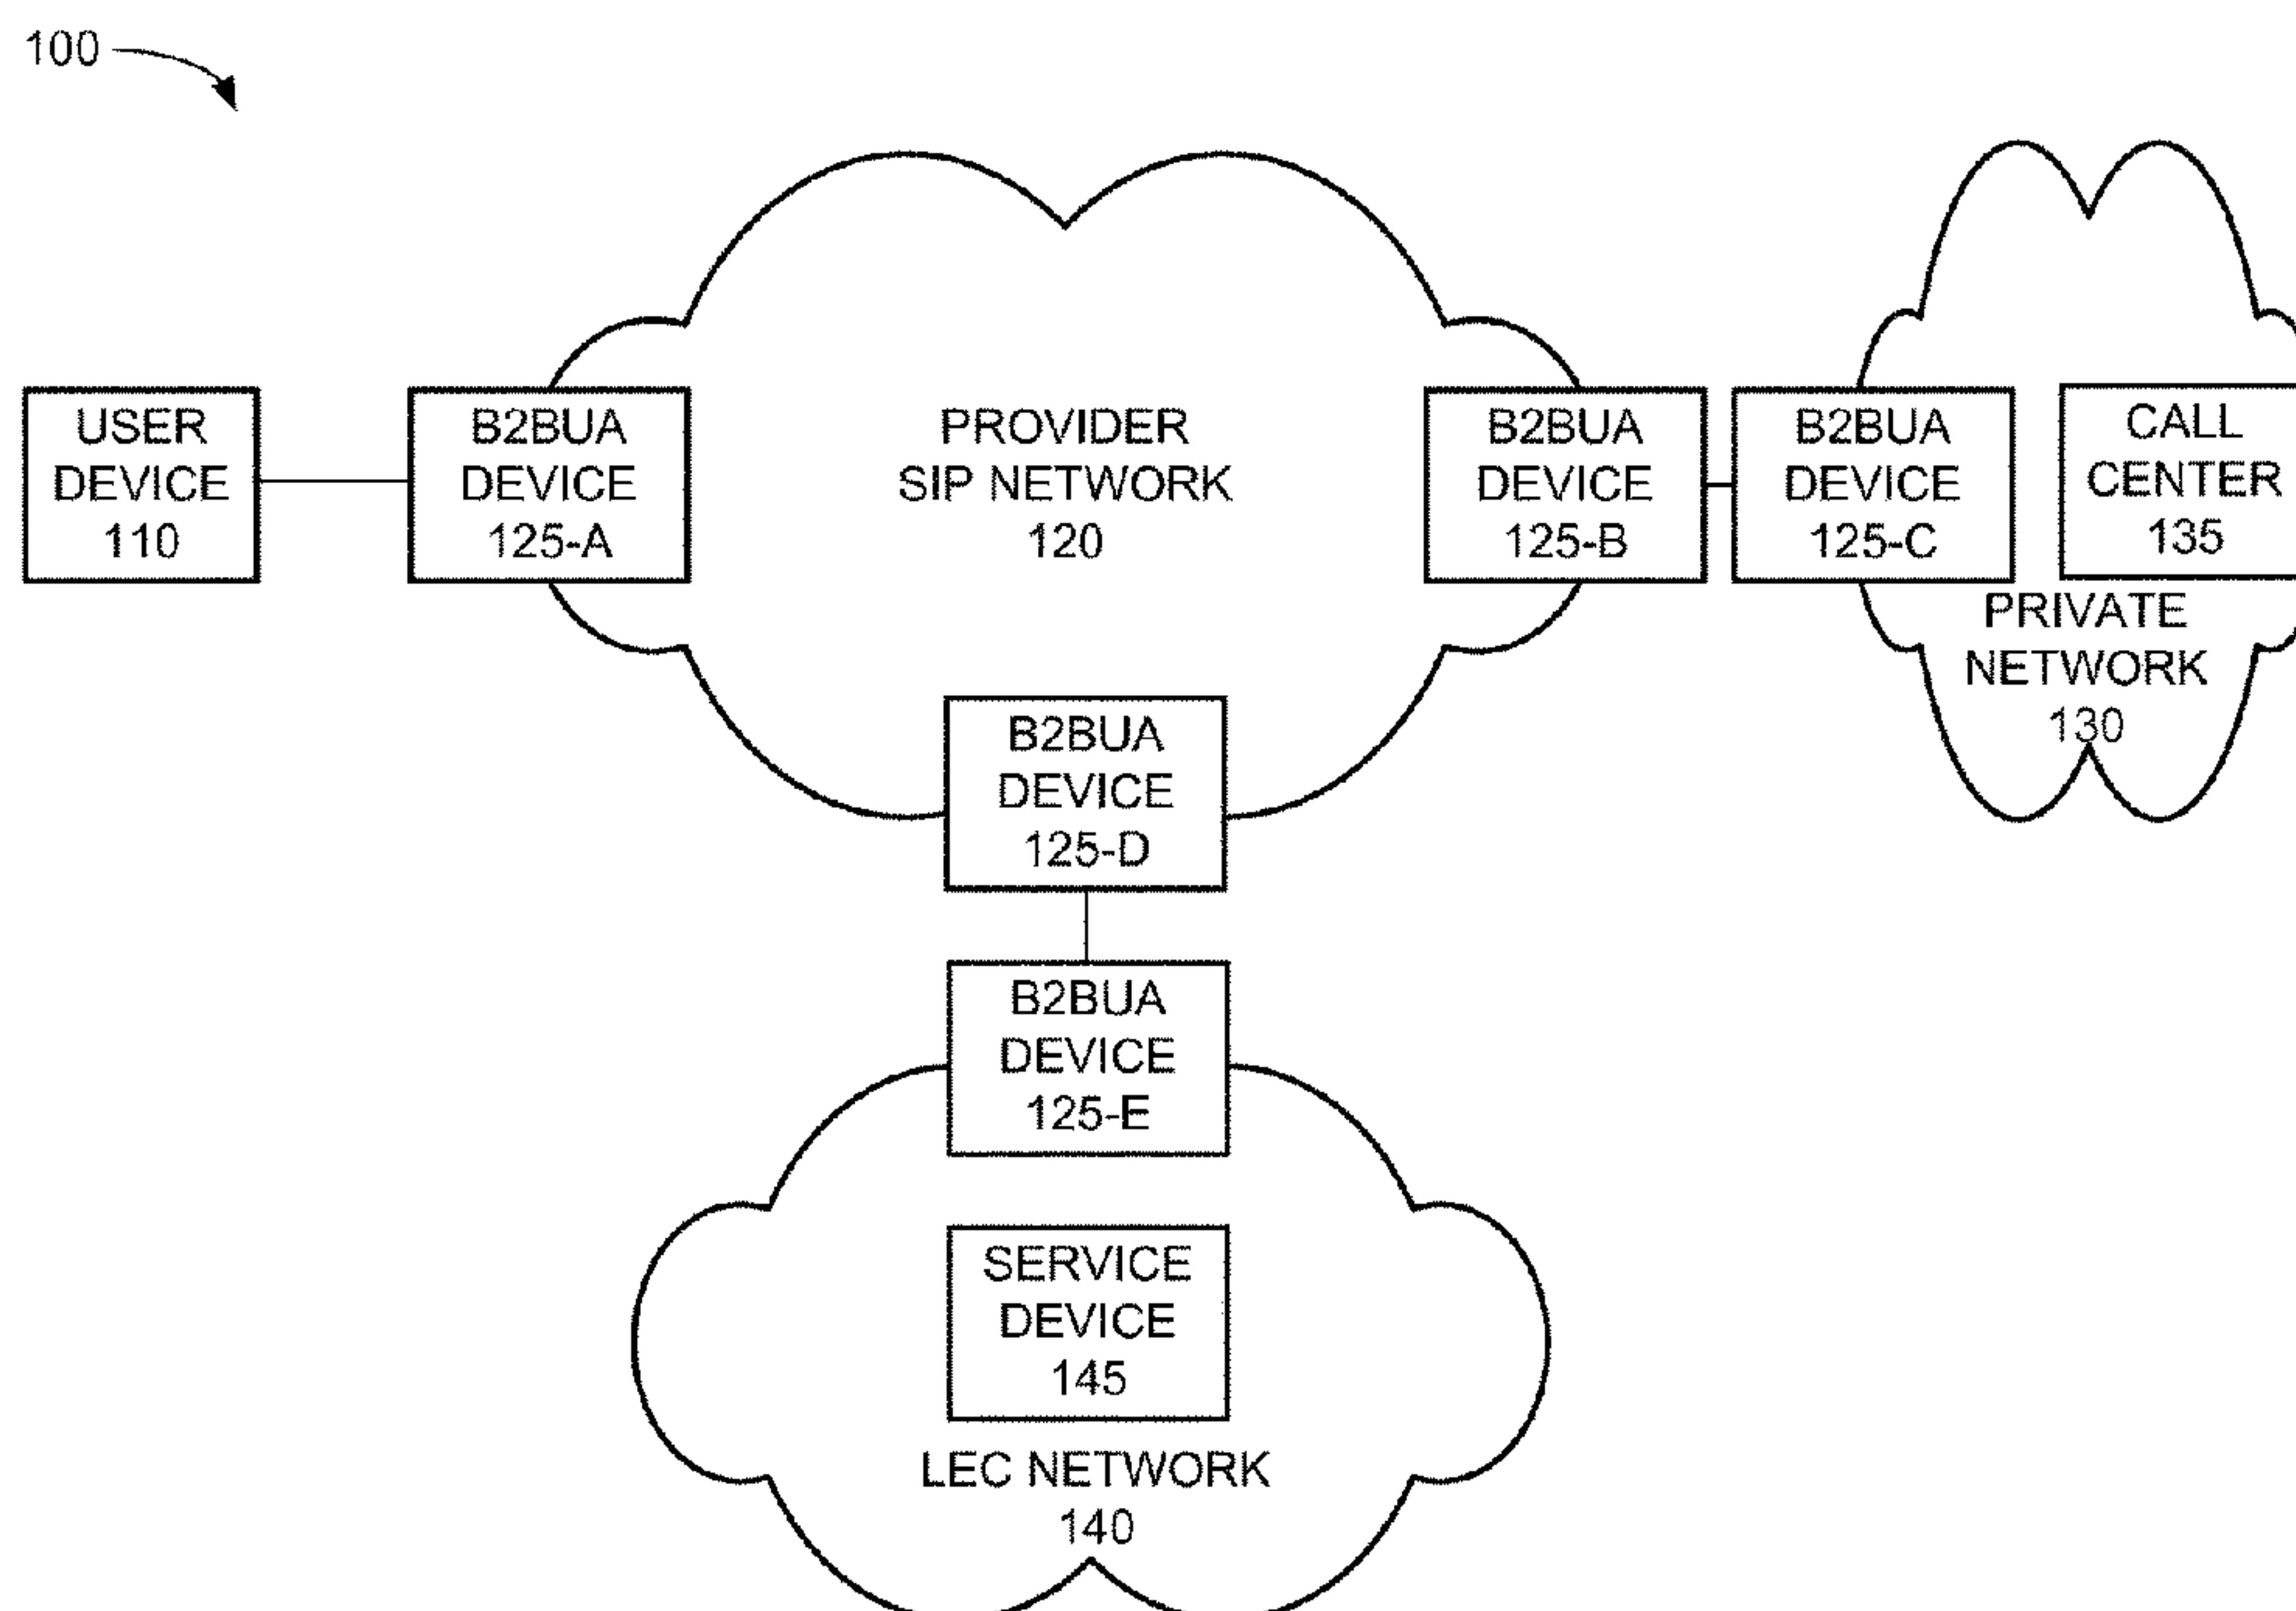 100
USER
DEVICE
110
B2BUA
DEVICE
125-A
PROVIDER
SIP NETWORK
120
B2BUA
DEVICE
125-B
B2BUA
DEVICE
125-C
CALL
CENTER
135
PRIVATE
NETWORK
130
B2BUA
DEVICE
125-D
B2BUA
DEVICE
125-E
SERVICE
DEVICE
145
LEC NETWORK
140